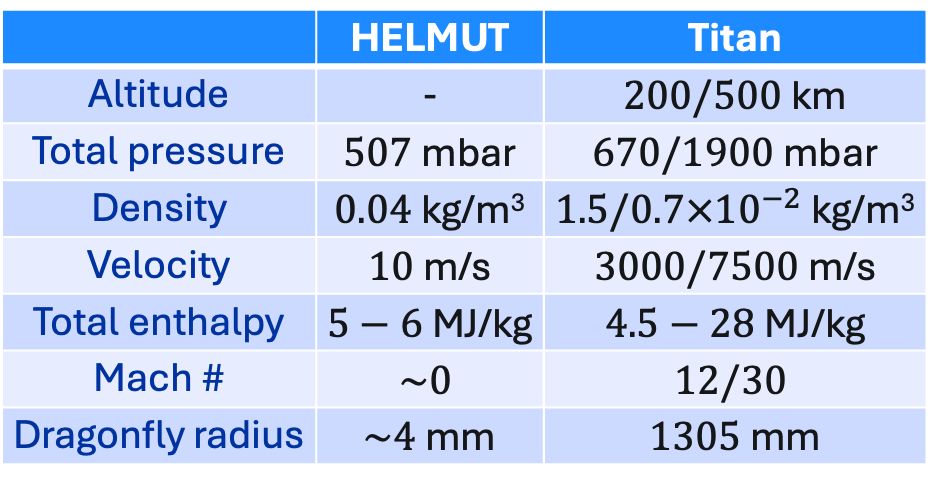 HELMUT Titan
Altitude - 200/500 km
Total pressure 507 mbar 670/1900 mbar
Density 0.04 kg/m³ 1.5/0.7×10⁻² kg/m³
Velocity 10 m/s 3000/7500 m/s
Total enthalpy 5 – 6 MJ/kg 4.5 – 28 MJ/kg
Mach # ~0 12/30
Dragonfly radius ~4 mm 1305 mm